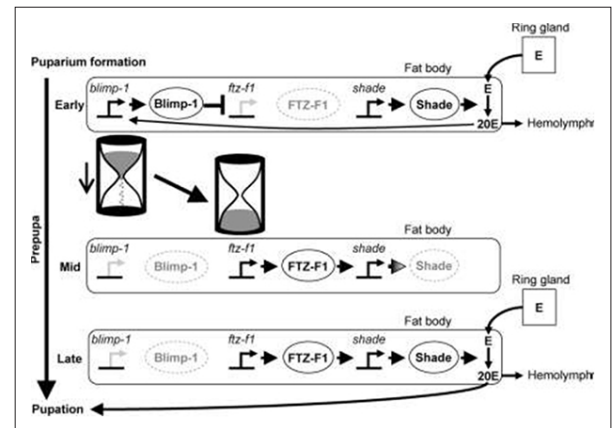 Ring gland
E
Puparium formation
Fat body
blimp-1
ftz-f1
shade
E
Early
Blimp-1
FTZ-F1
Shade
20E
Hemolymph
Prepupa
Fat body
blimp-1
ftz-f1
shade
Mid
Blimp-1
FTZ-F1
Shade
Ring gland
E
Fat body
blimp-1
ftz-f1
shade
E
Late
Blimp-1
FTZ-F1
Shade
20E
Hemolymph
Pupation